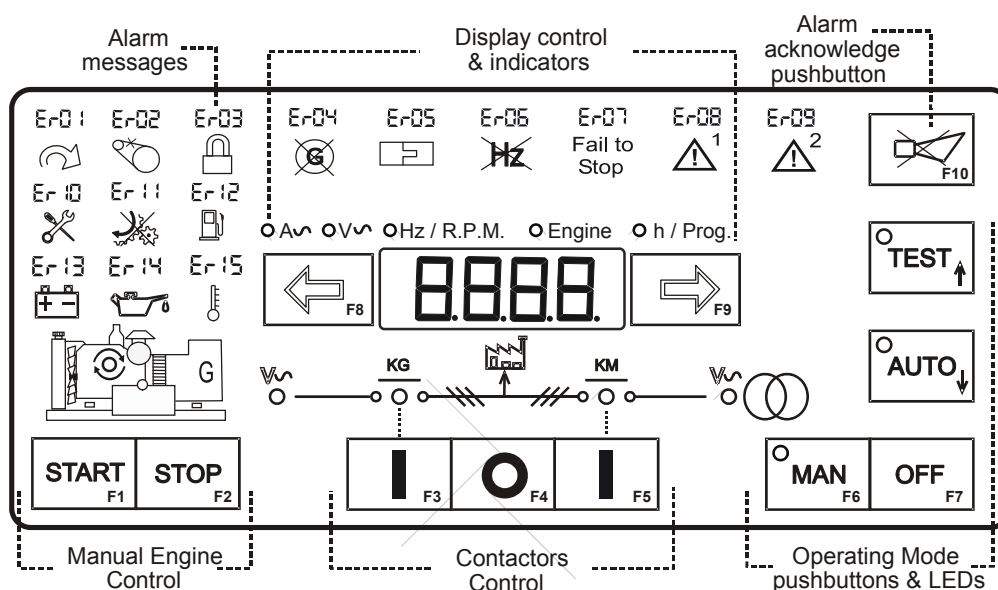 Alarm messages
Display control & indicators
Alarm acknowledge pushbutton
Er01 Er02 Er03 Er04 Er05 Er06 Er07 Er08 Er09
G Hz Fail to Stop 1 2
F10
Er10 Er11 Er12
A V Hz / R.P.M. Engine h / Prog.
TEST
Er13 Er14 Er15
F8 8.8.8.8. F9
+ -
G
V KG KM V
AUTO
START F1 STOP F2 I F3 O F4 I F5 MAN F6 OFF F7
Manual Engine Control
Contactors Control
Operating Mode pushbuttons & LEDs